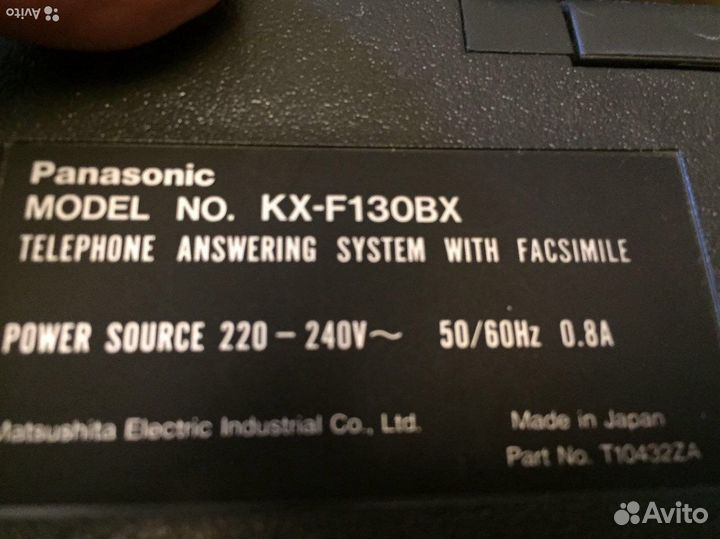 Avito
Panasonic
MODEL NO. KX-F130BX
TELEPHONE ANSWERING SYSTEM WITH FACSIMILE
POWER SOURCE 220-240V~ 50/60Hz 0.8A
Matsushita Electric Industrial Co., Ltd. Made in Japan
Part No. T10432ZA
Avito